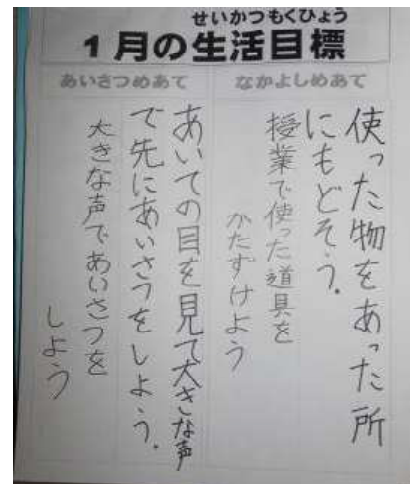 せいかつもくひょう
1月の生活目標
なかよしめあて
使った物をあった所
にもどそう.
授業で使った道具を
かたずけよう
あいさつめあて
あいての目を見て大きな声
で先にあいさつをしよう.
大きな声であいさつを
しよう